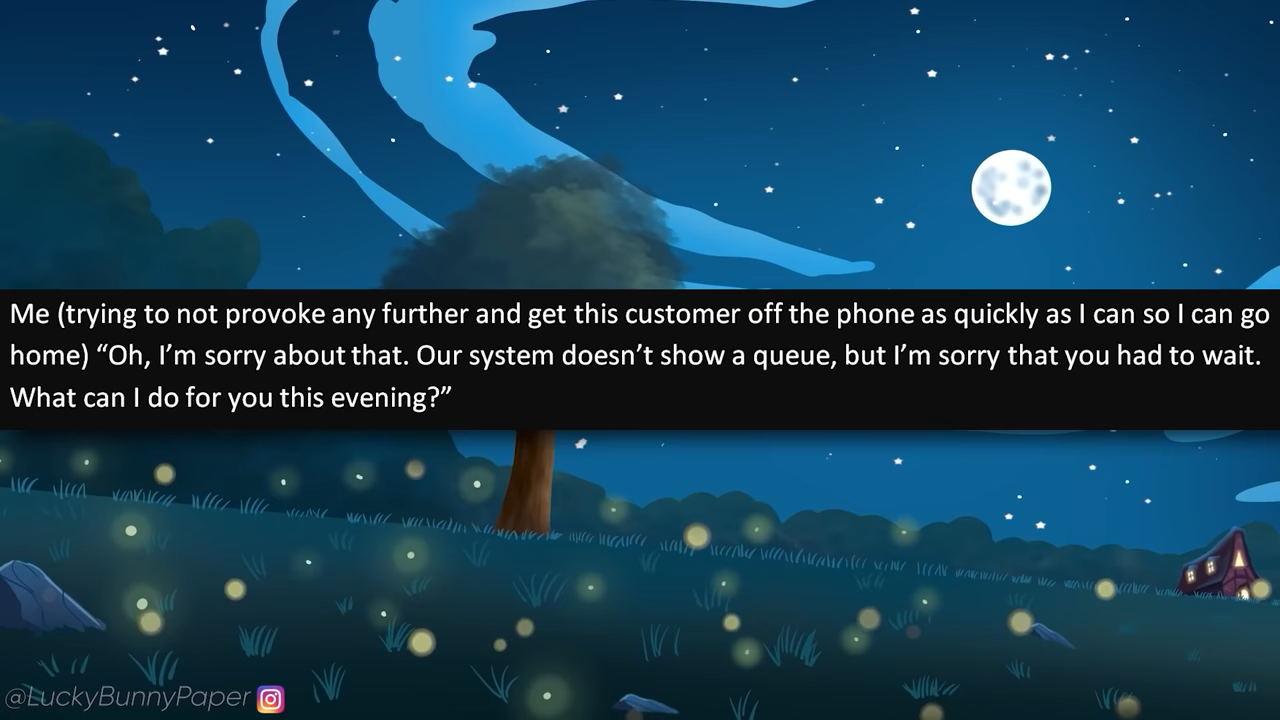 Me (trying to not provoke any further and get this customer off the phone as quickly as I can so I can go
home) “Oh, I’m sorry about that. Our system doesn’t show a queue, but I’m sorry that you had to wait.
What can I do for you this evening?”
@LuckyBunnyPaper